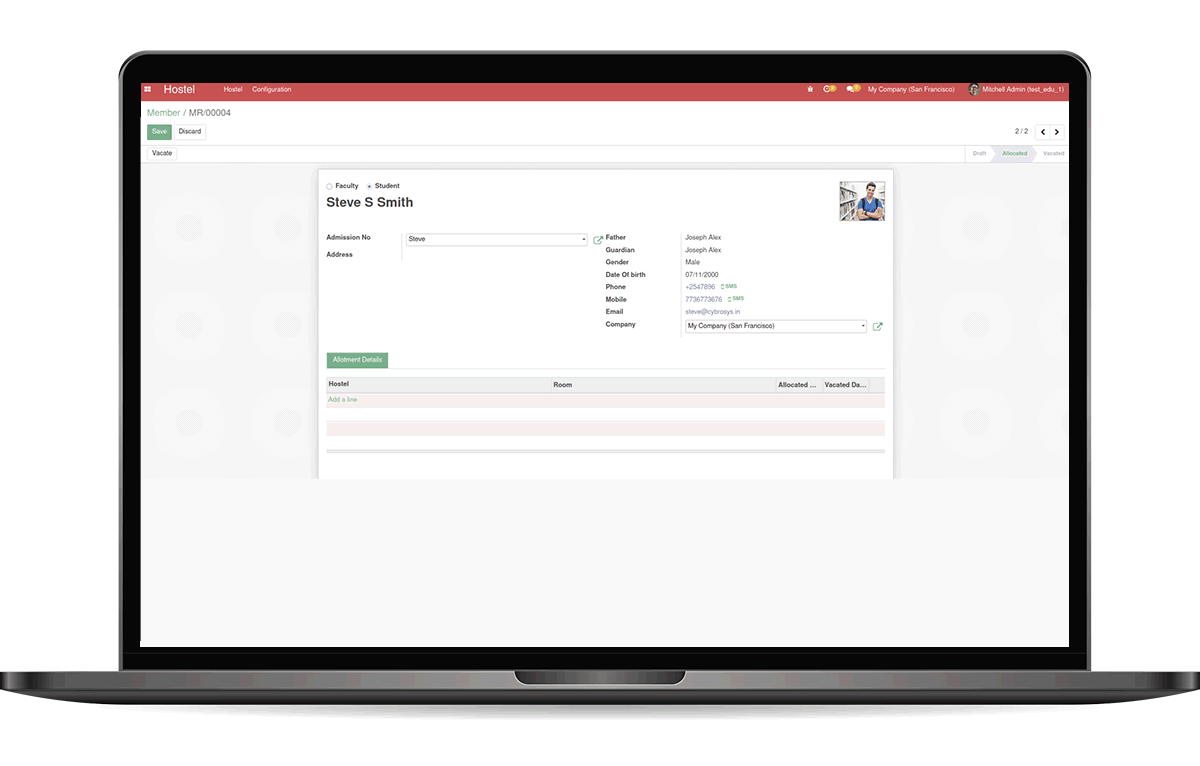 Hostel Hostel Configuration My Company (San Francisco) Mitchell Admin (test_edu_1)
Member / MR/00004
Save Discard 2 / 2
Vacate Draft Allocated Vacated
Faculty Student
Steve S Smith
Admission No Steve
Address
Father Joseph Alex
Guardian Joseph Alex
Gender Male
Date Of birth 07/11/2000
Phone +2547896 SMS
Mobile 7736773676 SMS
Email steve@cybrosys.in
Company My Company (San Francisco)
Allotment Details
Hostel Room Allocated ... Vacated Da...
Add a line